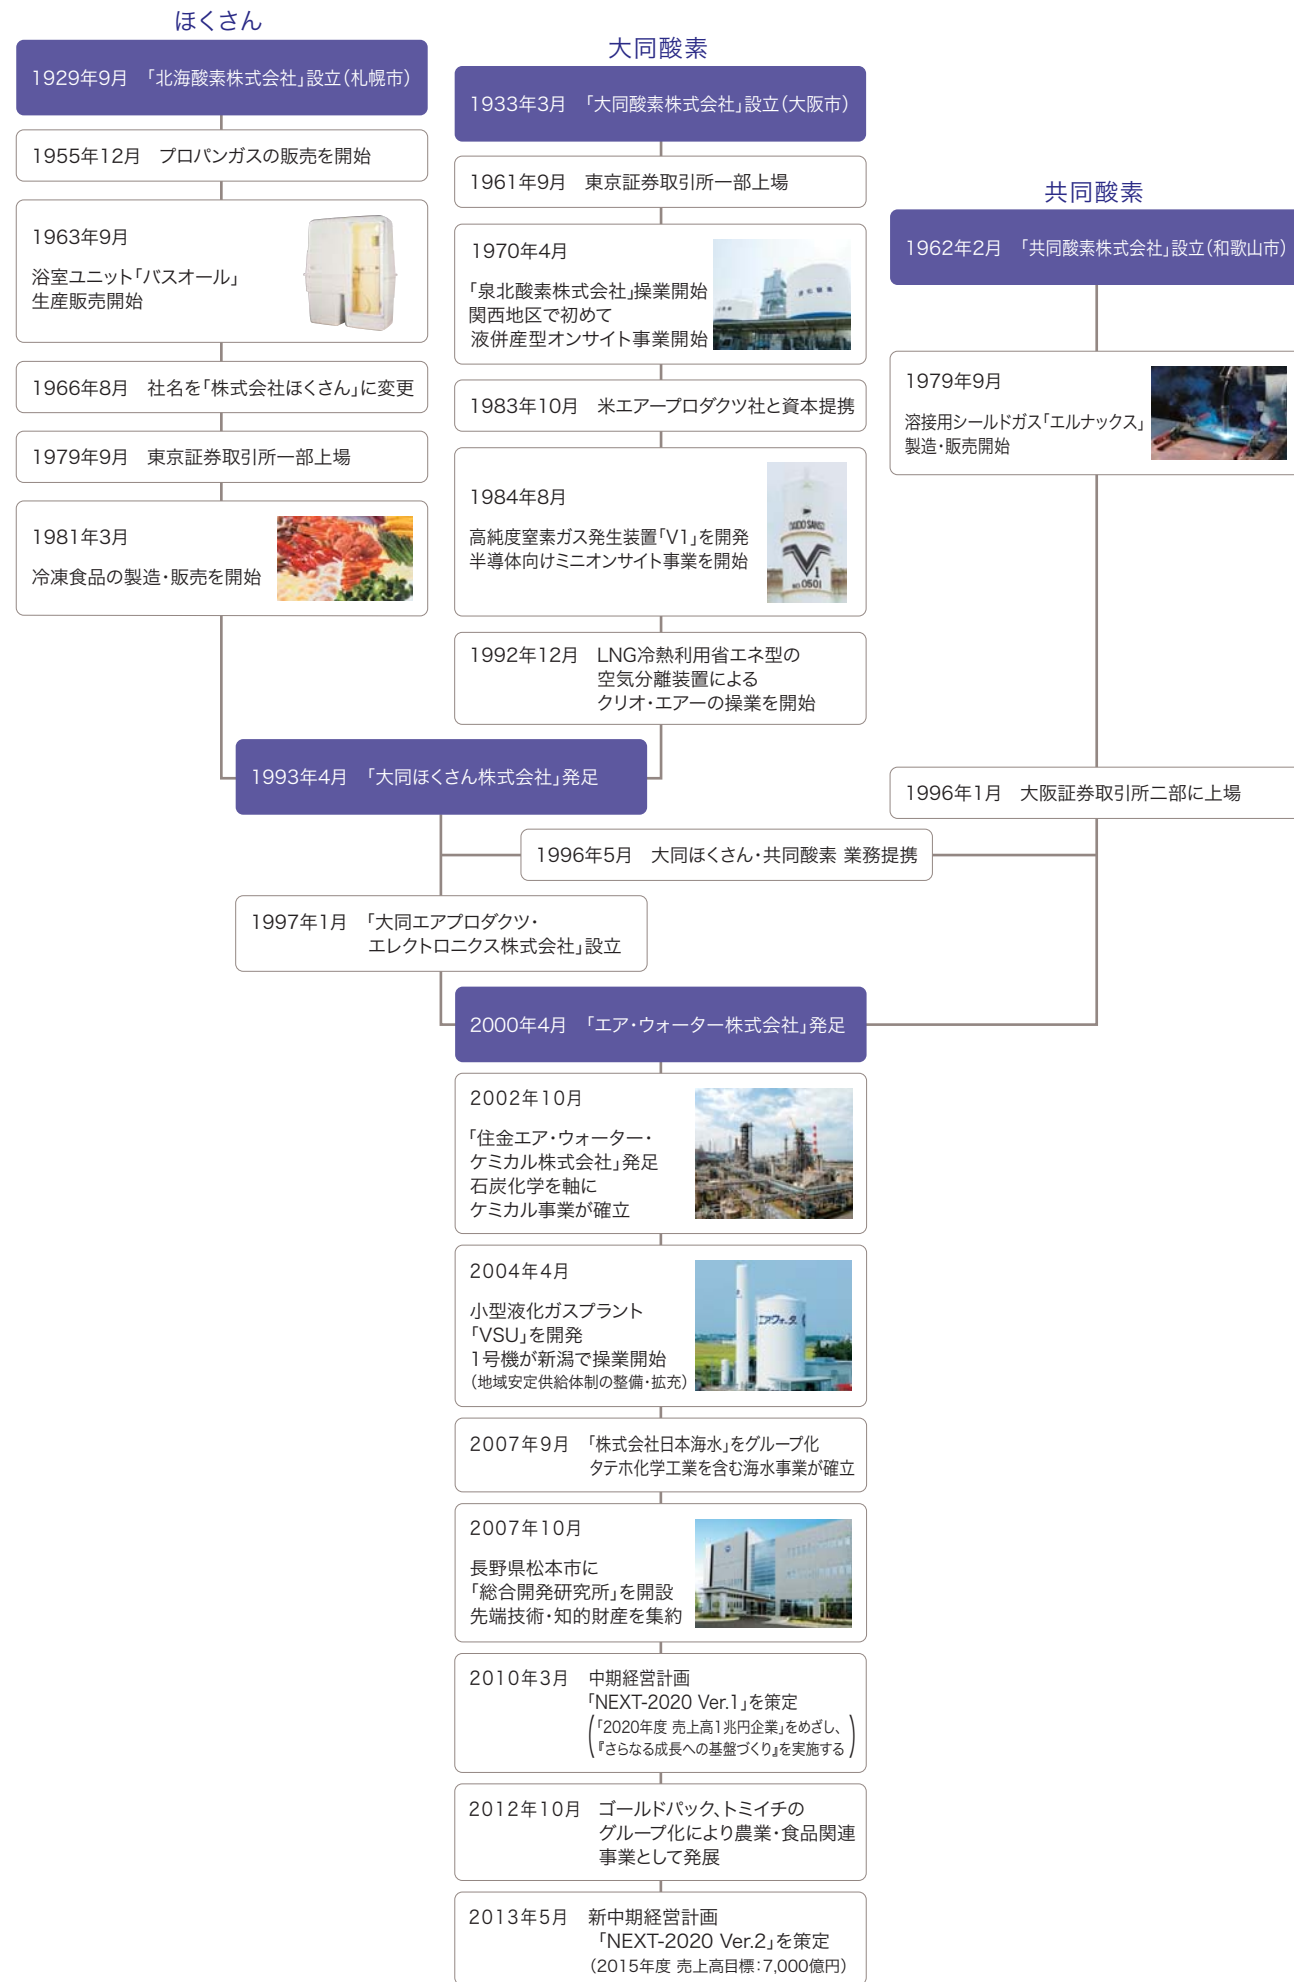 ほくさん
1929年9月　「北海酸素株式会社」設立（札幌市）
1955年12月　プロパンガスの販売を開始
1963年9月
浴室ユニット「バスオール」
生産販売開始
1966年8月　社名を「株式会社ほくさん」に変更
1979年9月　東京証券取引所一部上場
1981年3月
冷凍食品の製造・販売を開始
大同酸素
1933年3月　「大同酸素株式会社」設立（大阪市）
1961年9月　東京証券取引所一部上場
1970年4月
「泉北酸素株式会社」操業開始
関西地区で初めて
液併産型オンサイト事業開始
泉北酸素
1983年10月　米エアープロダクツ社と資本提携
1984年8月
高純度窒素ガス発生装置「V1」を開発
半導体向けミニオンサイト事業を開始
DAIDO SANSO
V1
NO 0501
1992年12月　LNG冷熱利用省エネ型の
空気分離装置による
クリオ・エアーの操業を開始
共同酸素
1962年2月　「共同酸素株式会社」設立（和歌山市）
1979年9月
溶接用シールドガス「エルナックス」
製造・販売開始
1993年4月　「大同ほくさん株式会社」発足
1996年1月　大阪証券取引所二部に上場
1996年5月　大同ほくさん・共同酸素 業務提携
1997年1月　「大同エアプロダクツ・
エレクトロニクス株式会社」設立
2000年4月　「エア・ウォーター株式会社」発足
2002年10月
「住金エア・ウォーター・
ケミカル株式会社」発足
石炭化学を軸に
ケミカル事業が確立
2004年4月
小型液化ガスプラント
「VSU」を開発
1号機が新潟で操業開始
（地域安定供給体制の整備・拡充）
エアウォータ
2007年9月　「株式会社日本海水」をグループ化
タテホ化学工業を含む海水事業が確立
2007年10月
長野県松本市に
「総合開発研究所」を開設
先端技術・知的財産を集約
2010年3月　中期経営計画
「NEXT-2020 Ver.1」を策定
（「2020年度 売上高1兆円企業」をめざし、
『さらなる成長への基盤づくり』を実施する）
2012年10月　ゴールドパック、トミイチの
グループ化により農業・食品関連
事業として発展
2013年5月　新中期経営計画
「NEXT-2020 Ver.2」を策定
（2015年度 売上高目標：7,000億円）